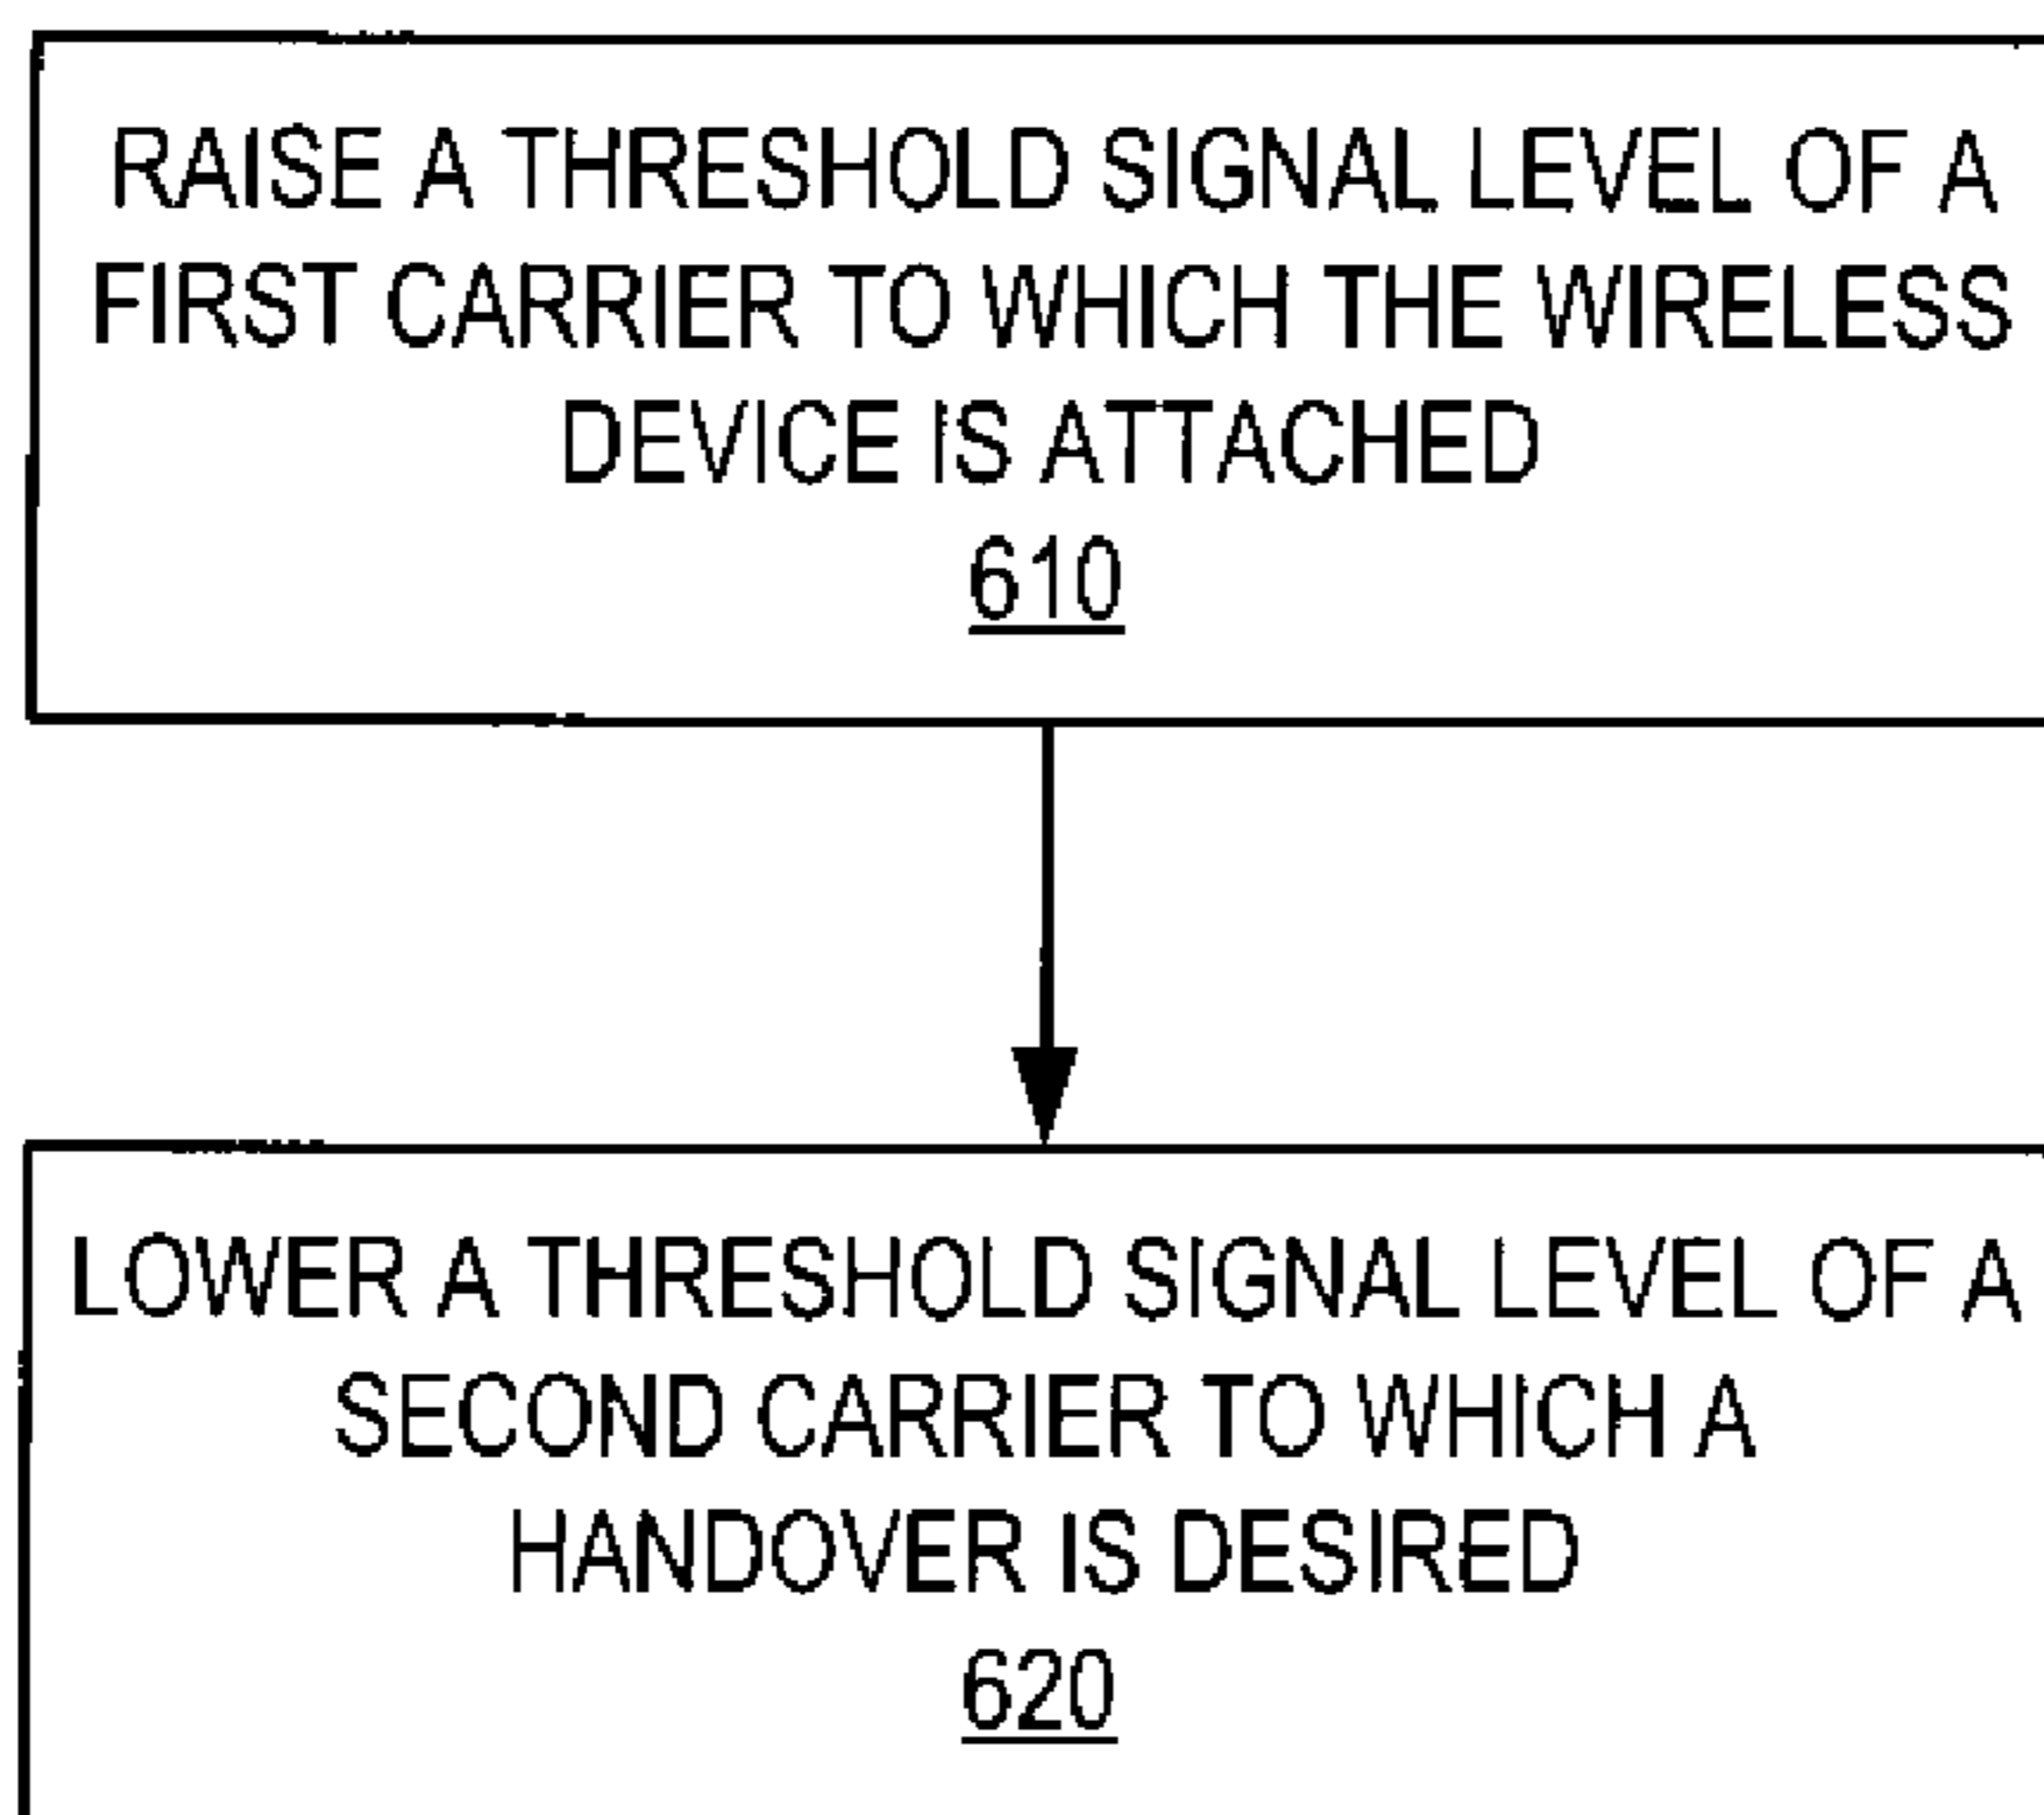 RAISE A THRESHOLD SIGNAL LEVEL OF A
FIRST CARRIER TO WHICH THE WIRELESS
DEVICE IS ATTACHED
610
LOWER A THRESHOLD SIGNAL LEVEL OF A
SECOND CARRIER TO WHICH A
HANDOVER IS DESIRED
620